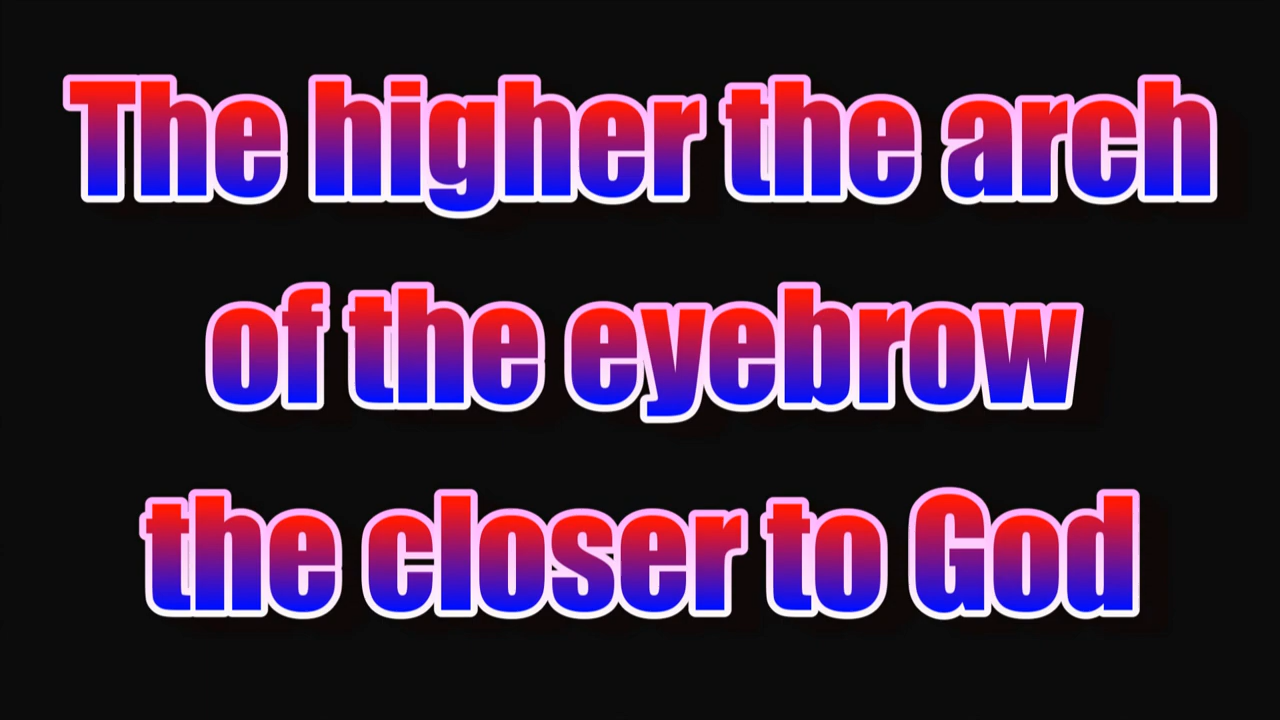 The higher the arch
of the eyebrow
the closer to God